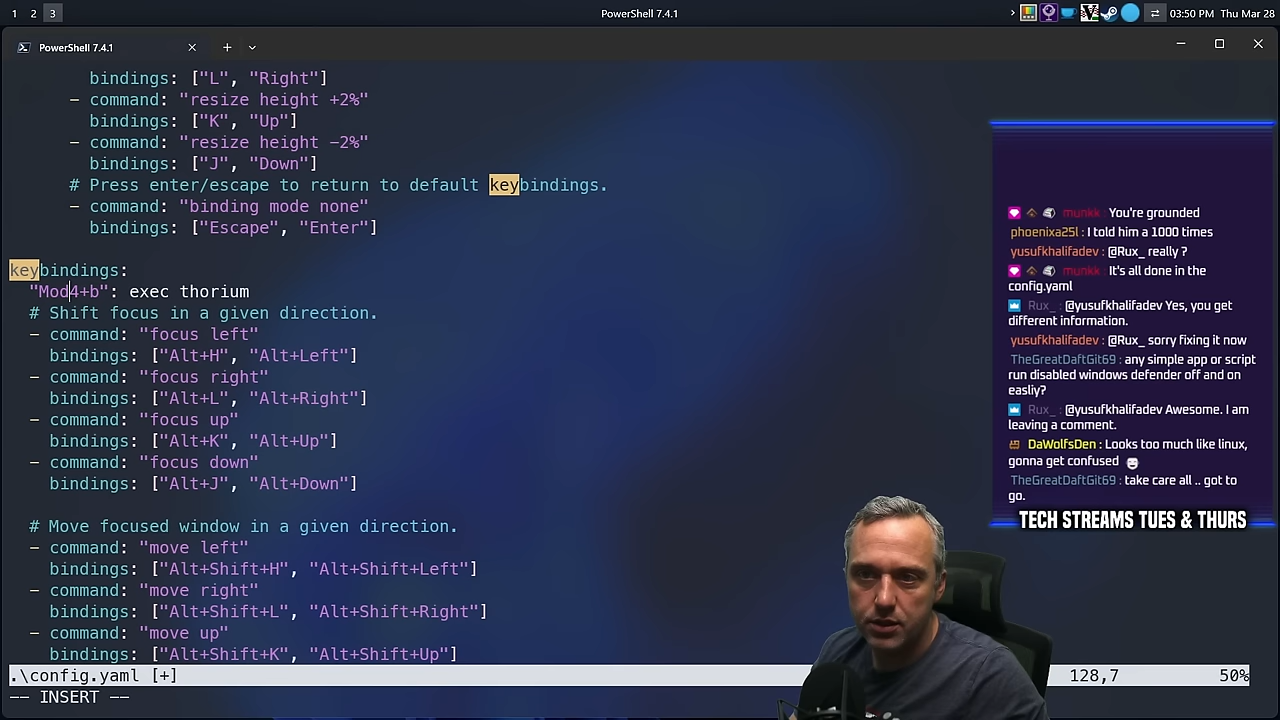 1 2 3
PowerShell 7.4.1
03:50 PM Thu Mar 28
PowerShell 7.4.1
bindings: ["L", "Right"]
- command: "resize height +2%"
bindings: ["K", "Up"]
- command: "resize height -2%"
bindings: ["J", "Down"]
# Press enter/escape to return to default keybindings.
- command: "binding mode none"
bindings: ["Escape", "Enter"]
keybindings:
"Mod4+b": exec thorium
# Shift focus in a given direction.
- command: "focus left"
bindings: ["Alt+H", "Alt+Left"]
- command: "focus right"
bindings: ["Alt+L", "Alt+Right"]
- command: "focus up"
bindings: ["Alt+K", "Alt+Up"]
- command: "focus down"
bindings: ["Alt+J", "Alt+Down"]
# Move focused window in a given direction.
- command: "move left"
bindings: ["Alt+Shift+H", "Alt+Shift+Left"]
- command: "move right"
bindings: ["Alt+Shift+L", "Alt+Shift+Right"]
- command: "move up"
bindings: ["Alt+Shift+K", "Alt+Shift+Up"]
.\config.yaml [+]
128,7
50%
-- INSERT --
munkk You're grounded
phoenixa25l : I told him a 1000 times
yusufkhalifadev : @Rux_ really ?
munkk : It's all done in the
config.yaml
Rux_ : @yusufkhalifadev Yes, you get
different information.
yusufkhalifadev : @Rux_ sorry fixing it now
TheGreatDaftGit69 : any simple app or script
run disabled windows defender off and on
easliy?
Rux_ : @yusufkhalifadev Awesome. I am
leaving a comment.
DaWolfsDen : Looks too much like linux,
gonna get confused
TheGreatDaftGit69 : take care all .. got to
go.
TECH STREAMS TUES & THURS